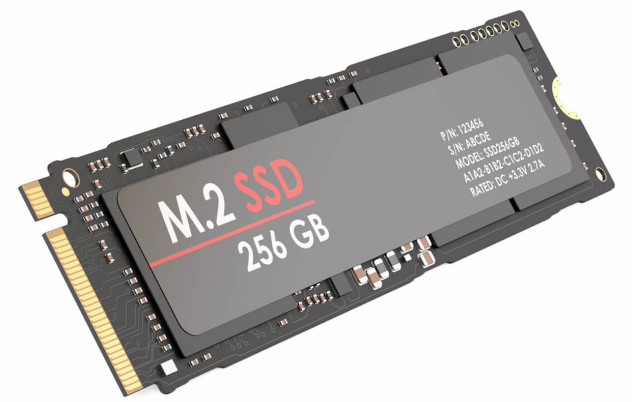 M.2 SSD
256 GB
P/N: 123456
S/N: ABCDE
MODEL: SSD256GB
A1A2-B1B2-C1C2-D1D2
RATED: DC +3.3V 2.7A